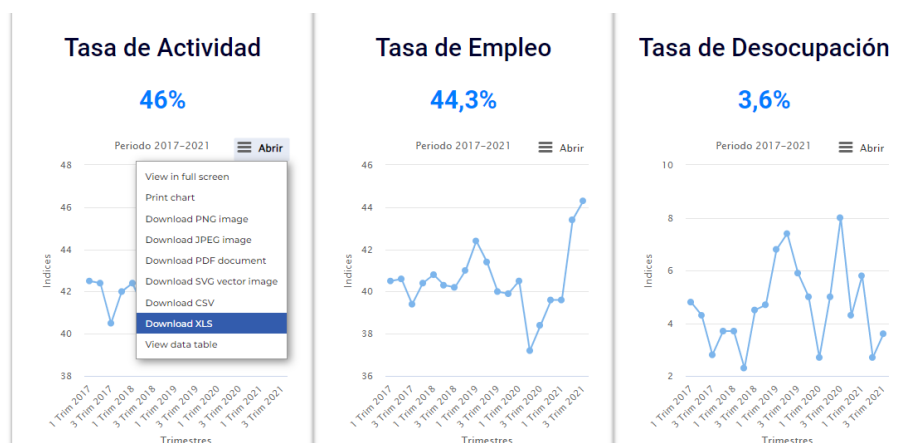 Tasa de Actividad
46%
Periodo 2017-2021
Abrir
View in full screen
Print chart
Download PNG image
Download JPEG image
Download PDF document
Download SVG vector image
Download CSV
Download XLS
View data table
48
46
44
42
40
38
Indices
1 Trim 2017
3 Trim 2017
1 Trim 2018
3 Trim 2018
1 Trim 2019
3 Trim 2019
1 Trim 2020
3 Trim 2020
1 Trim 2021
3 Trim 2021
Trimestres
Tasa de Empleo
44,3%
Periodo 2017-2021
Abrir
46
44
42
40
38
36
Indices
1 Trim 2017
3 Trim 2017
1 Trim 2018
3 Trim 2018
1 Trim 2019
3 Trim 2019
1 Trim 2020
3 Trim 2020
1 Trim 2021
3 Trim 2021
Trimestres
Tasa de Desocupación
3,6%
Periodo 2017-2021
Abrir
10
8
6
4
2
Indices
1 Trim 2017
3 Trim 2017
1 Trim 2018
3 Trim 2018
1 Trim 2019
3 Trim 2019
1 Trim 2020
3 Trim 2020
1 Trim 2021
3 Trim 2021
Trimestres